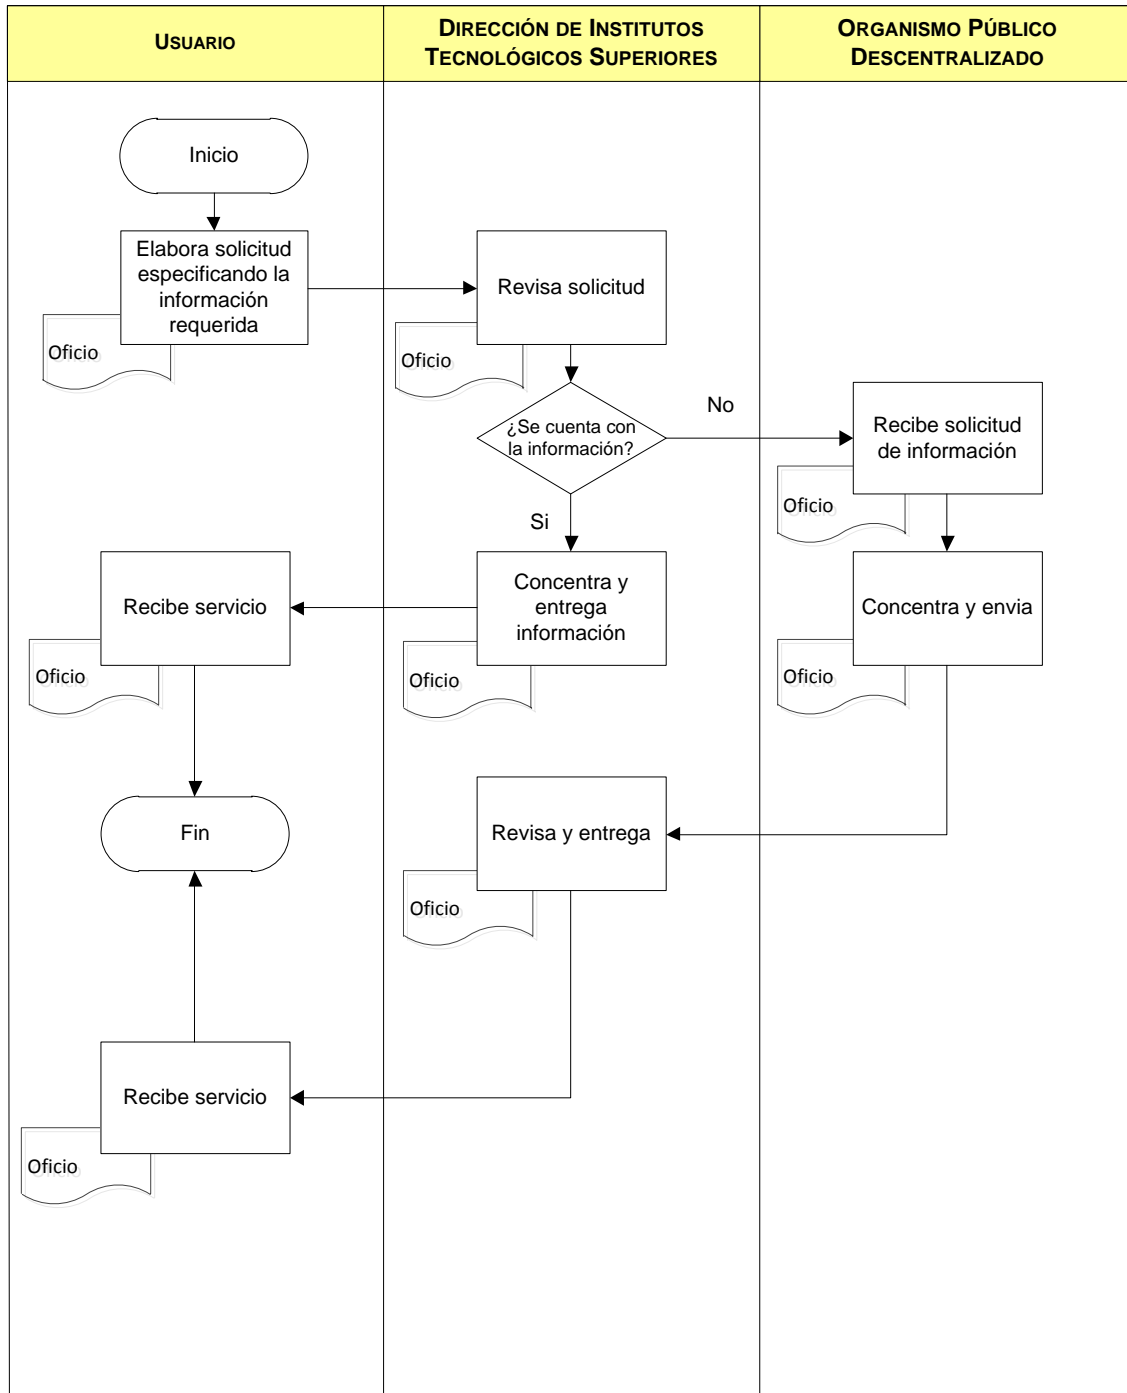 USUARIO
DIRECCIÓN DE INSTITUTOS
TECNOLÓGICOS SUPERIORES
ORGANISMO PÚBLICO
DESCENTRALIZADO
Inicio
Elabora solicitud
especificando la
información
requerida
Oficio
Revisa solicitud
Oficio
¿Se cuenta con
la información?
No
Recibe solicitud
de información
Oficio
Si
Recibe servicio
Oficio
Concentra y
entrega
información
Oficio
Concentra y envia
Oficio
Fin
Revisa y entrega
Oficio
Recibe servicio
Oficio